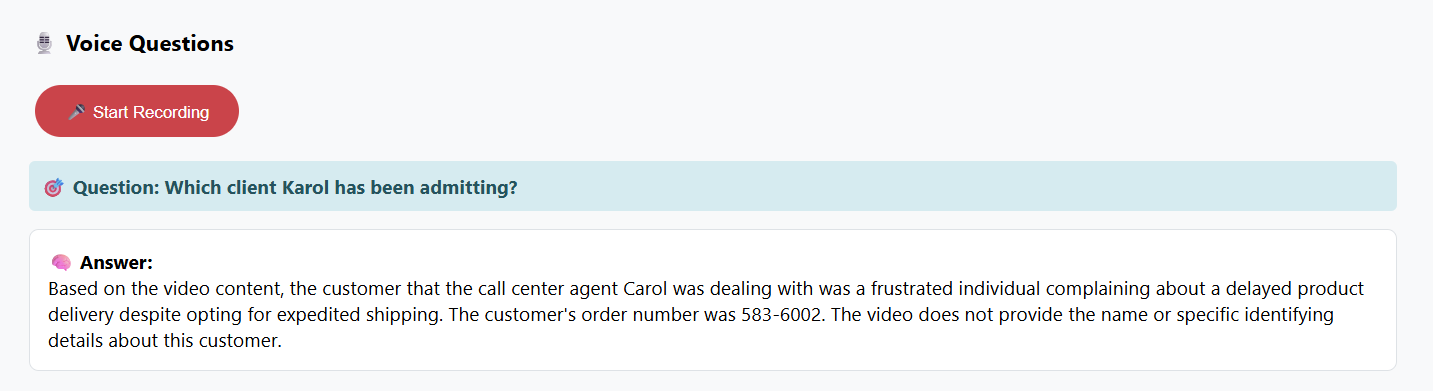 Voice Questions
Start Recording
Question: Which client Karol has been admitting?
Answer:
Based on the video content, the customer that the call center agent Carol was dealing with was a frustrated individual complaining about a delayed product
delivery despite opting for expedited shipping. The customer's order number was 583-6002. The video does not provide the name or specific identifying
details about this customer.